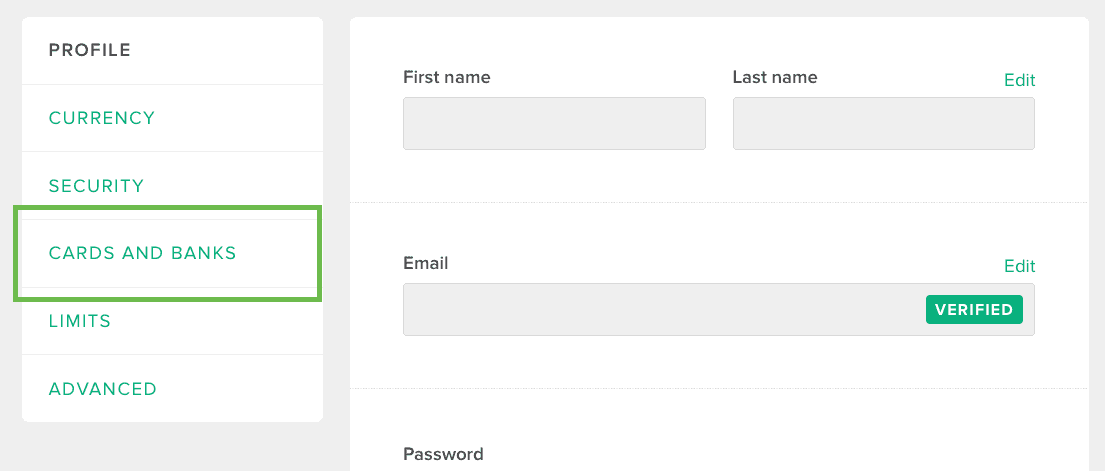 PROFILE
CURRENCY
SECURITY
CARDS AND BANKS
LIMITS
ADVANCED
First name
Last name
Edit
Email
Edit
VERIFIED
Password